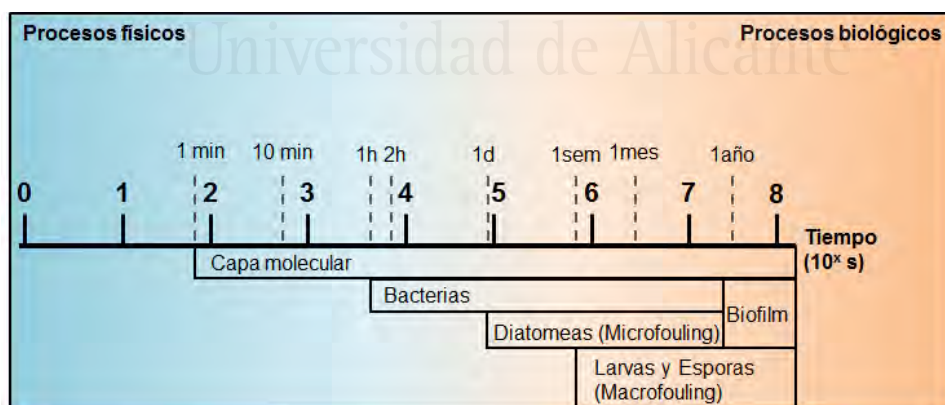 Procesos físicos
Procesos biológicos
Universidad de Alicante
1 min
10 min
1h
2h
1d
1sem
1mes
1año
0
1
2
3
4
5
6
7
8
Tiempo
(10ˣ s)
Capa molecular
Bacterias
Biofilm
Diatomeas (Microfouling)
Larvas y Esporas
(Macrofouling)